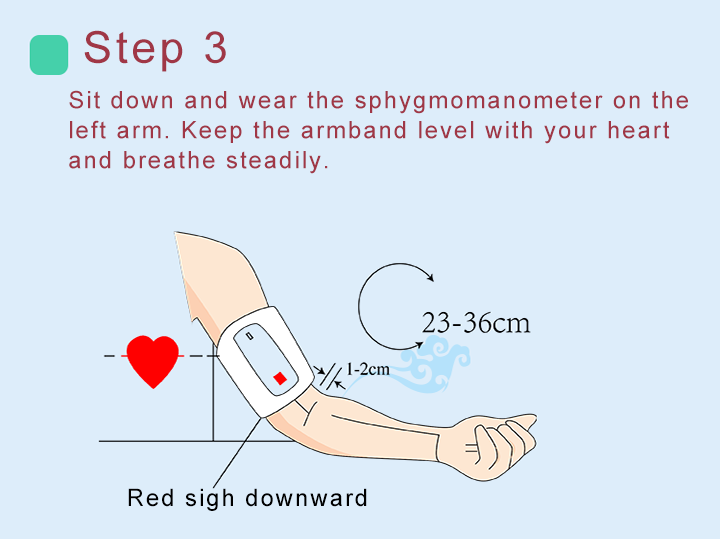 Step 3
Sit down and wear the sphygmomanometer on the
left arm. Keep the armband level with your heart
and breathe steadily.
23-36cm
1-2cm
Red sigh downward